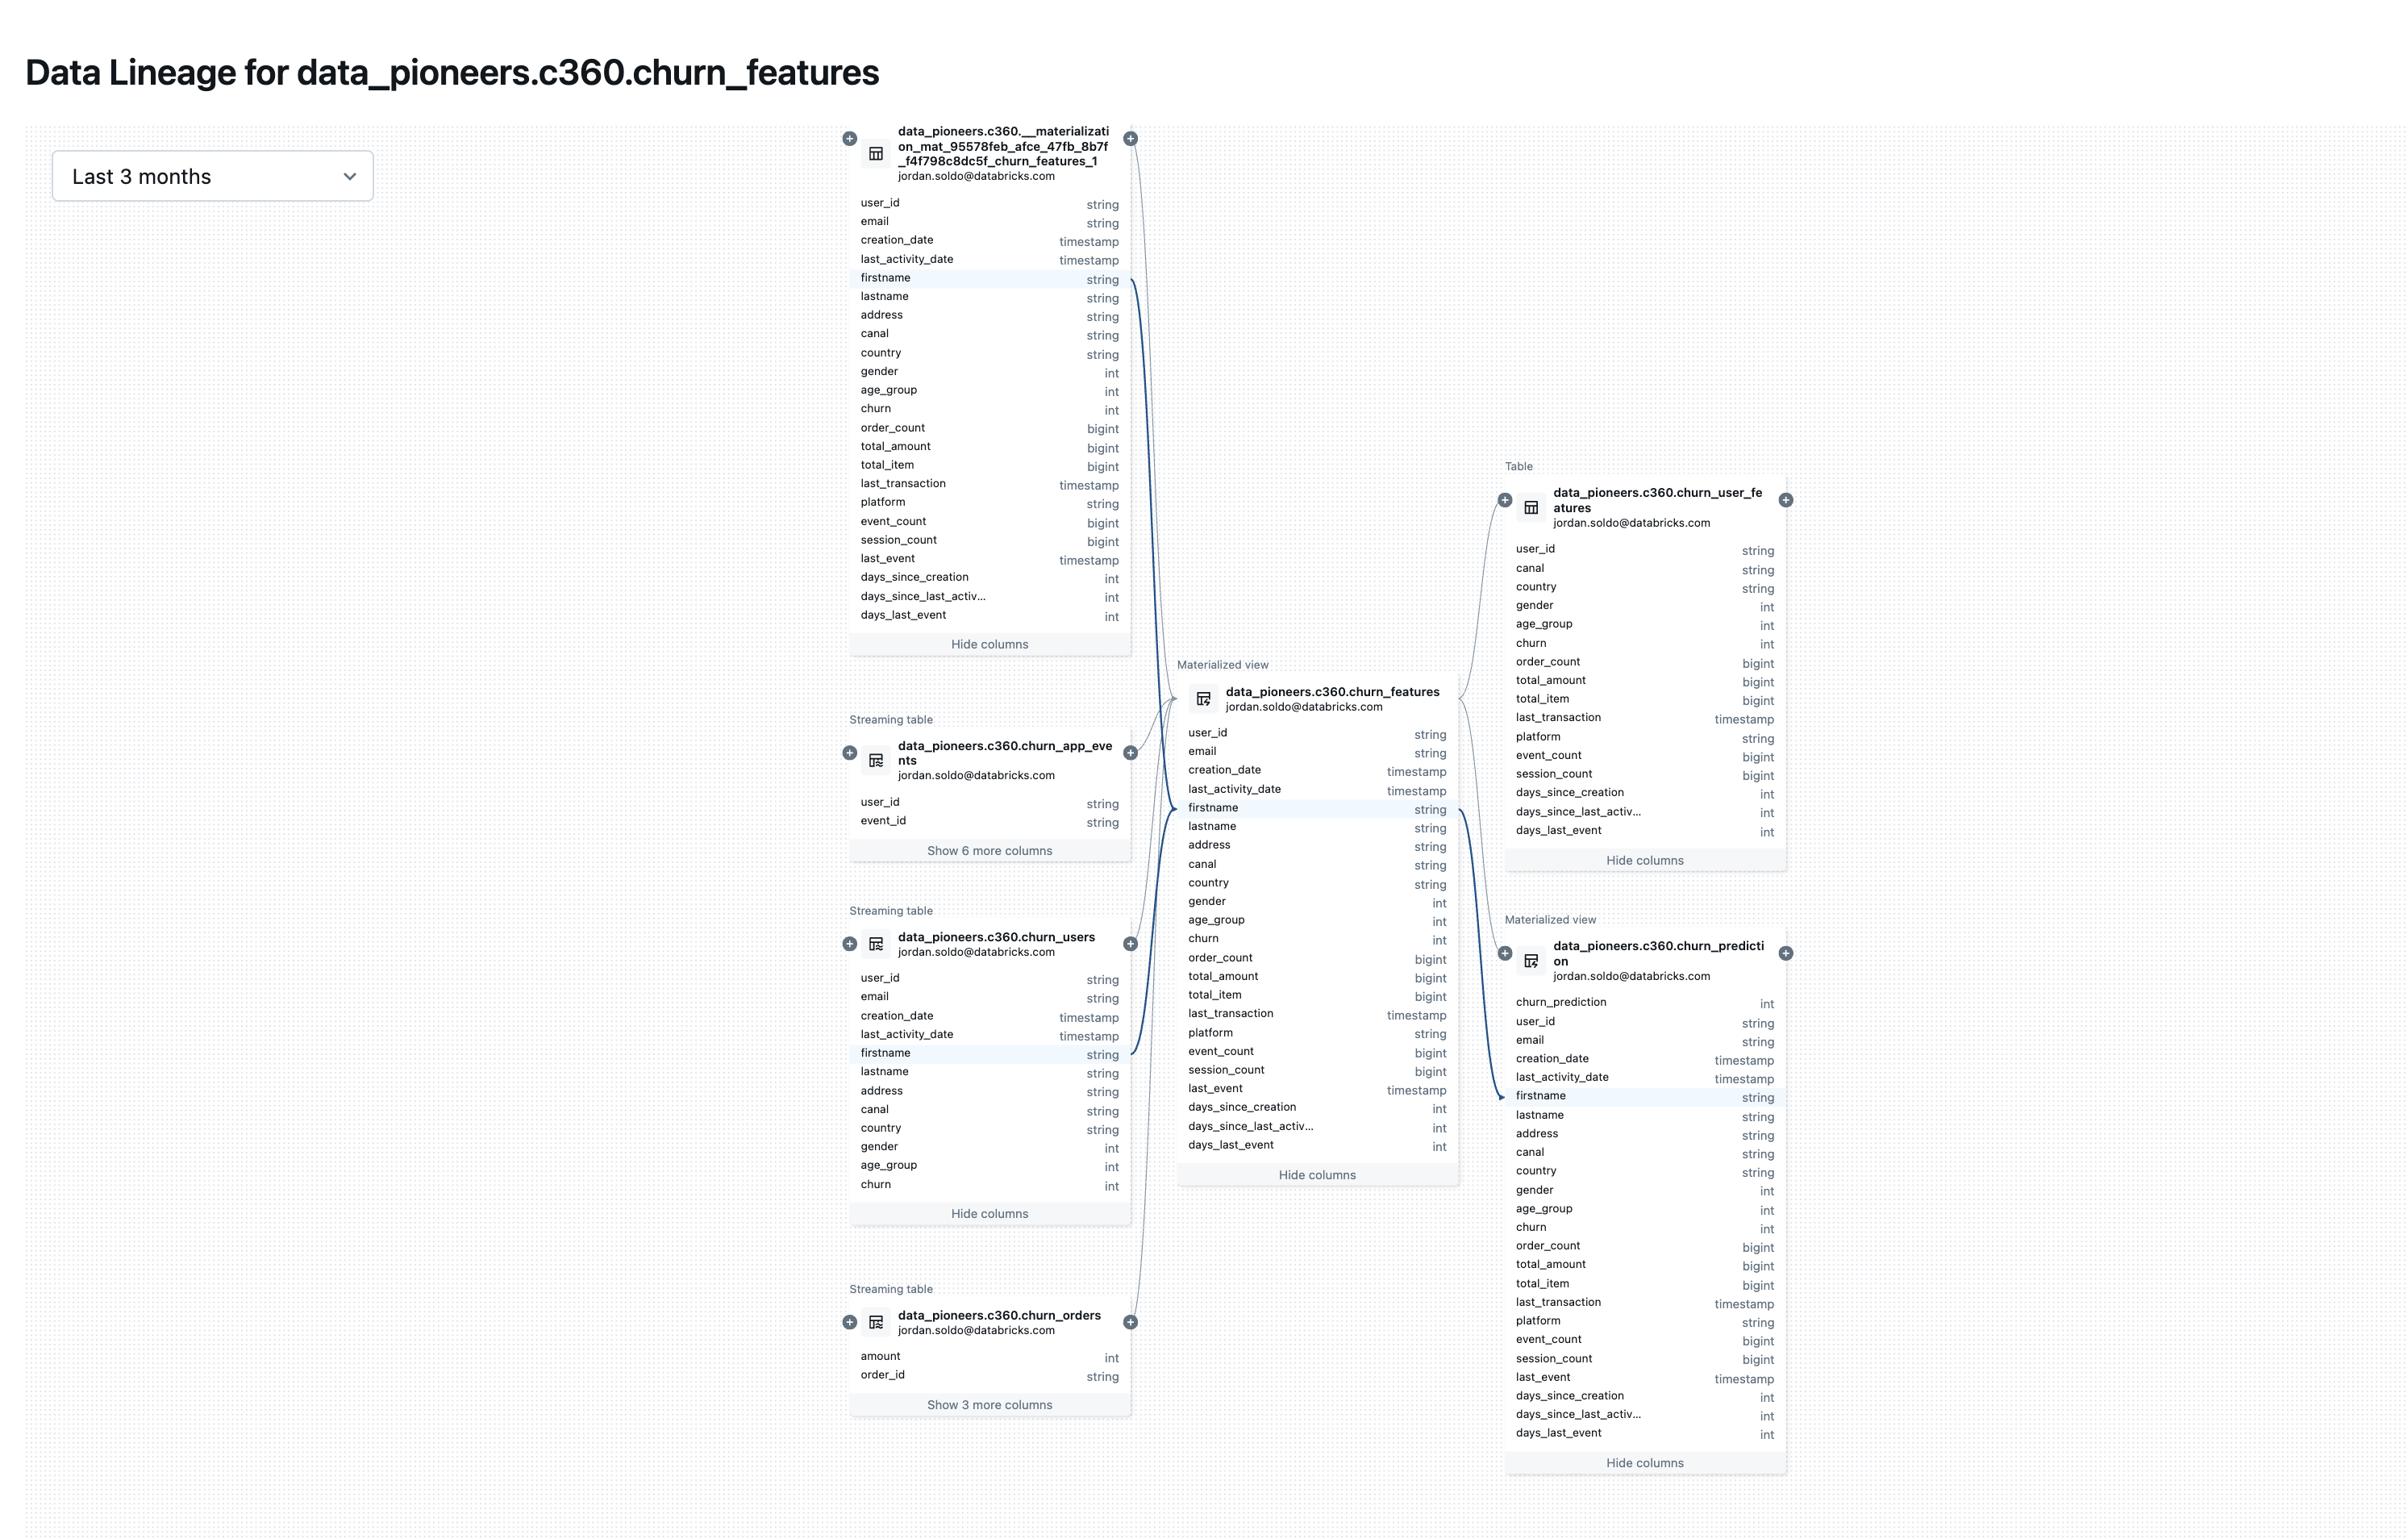 Data Lineage for data_pioneers.c360.churn_features
Last 3 months
data_pioneers.c360.__materializati
on_mat_95578feb_afce_47fb_8b7f
_f4f798c8dc5f_churn_features_1
jordan.soldo@databricks.com
user_id string
email string
creation_date timestamp
last_activity_date timestamp
firstname string
lastname string
address string
canal string
country string
gender int
age_group int
churn int
order_count bigint
total_amount bigint
total_item bigint
last_transaction timestamp
platform string
event_count bigint
session_count bigint
last_event timestamp
days_since_creation int
days_since_last_activ... int
days_last_event int
Hide columns
Streaming table
data_pioneers.c360.churn_app_eve
nts
jordan.soldo@databricks.com
user_id string
event_id string
Show 6 more columns
Streaming table
data_pioneers.c360.churn_users
jordan.soldo@databricks.com
user_id string
email string
creation_date timestamp
last_activity_date timestamp
firstname string
lastname string
address string
canal string
country string
gender int
age_group int
churn int
Hide columns
Streaming table
data_pioneers.c360.churn_orders
jordan.soldo@databricks.com
amount int
order_id string
Show 3 more columns
Materialized view
data_pioneers.c360.churn_features
jordan.soldo@databricks.com
user_id string
email string
creation_date timestamp
last_activity_date timestamp
firstname string
lastname string
address string
canal string
country string
gender int
age_group int
churn int
order_count bigint
total_amount bigint
total_item bigint
last_transaction timestamp
platform string
event_count bigint
session_count bigint
last_event timestamp
days_since_creation int
days_since_last_activ... int
days_last_event int
Hide columns
Table
data_pioneers.c360.churn_user_fe
atures
jordan.soldo@databricks.com
user_id string
canal string
country string
gender int
age_group int
churn int
order_count bigint
total_amount bigint
total_item bigint
last_transaction timestamp
platform string
event_count bigint
session_count bigint
days_since_creation int
days_since_last_activ... int
days_last_event int
Hide columns
Materialized view
data_pioneers.c360.churn_predicti
on
jordan.soldo@databricks.com
churn_prediction int
user_id string
email string
creation_date timestamp
last_activity_date timestamp
firstname string
lastname string
address string
canal string
country string
gender int
age_group int
churn int
order_count bigint
total_amount bigint
total_item bigint
last_transaction timestamp
platform string
event_count bigint
session_count bigint
last_event timestamp
days_since_creation int
days_since_last_activ... int
days_last_event int
Hide columns